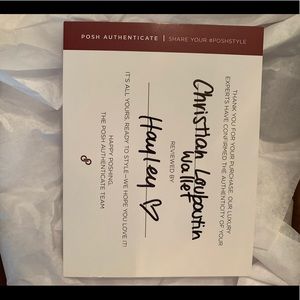 POSH AUTHENTICATE | SHARE YOUR #POSHSTYLE
THANK YOU FOR YOUR PURCHASE. OUR LUXURY
EXPERTS HAVE CONFIRMED THE AUTHENTICITY OF YOUR
Christian Louboutin
Wallet
REVIEWED BY
Hayley ♡
IT'S ALL YOURS, READY TO STYLE—WE HOPE YOU LOVE IT!
HAPPY POSHING,
THE POSH AUTHENTICATE TEAM